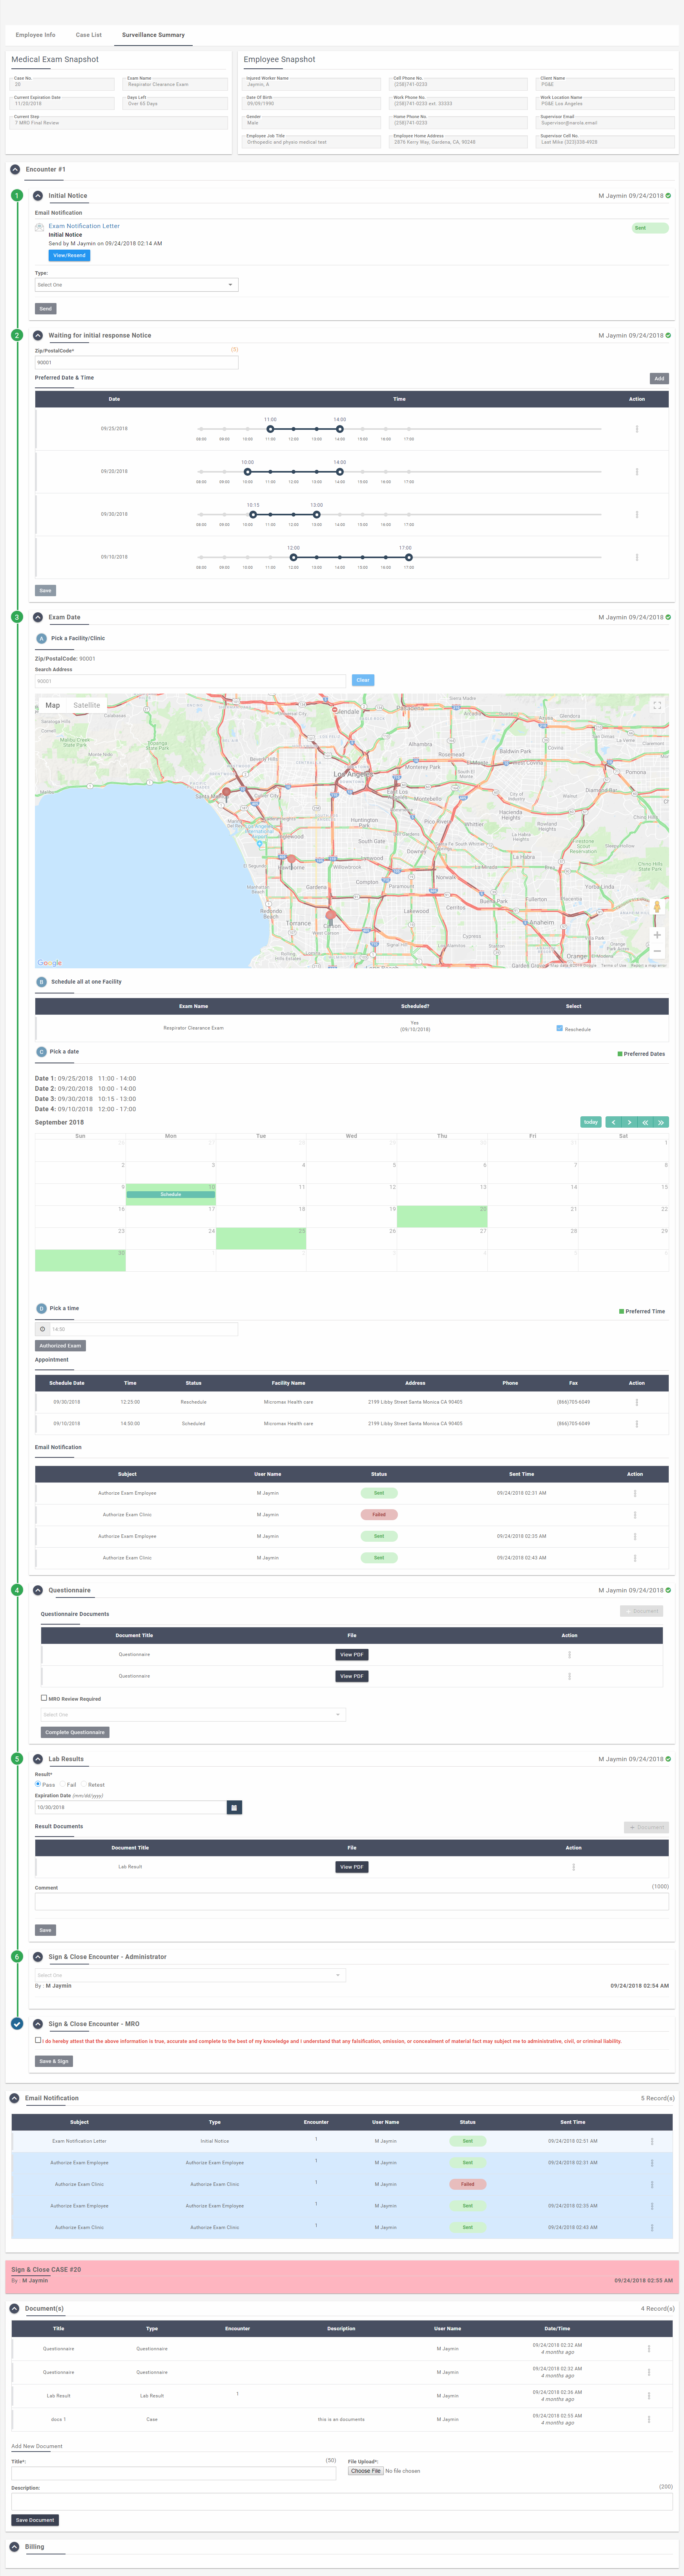 Employee Info Case List Surveillance Summary
Medical Exam Snapshot
Case No.
20
Exam Name
Respirator Clearance Exam
Current Expiration Date
11/20/2018
Days Left
Over 65 Days
Current Step
7 MRO Final Review
Employee Snapshot
Injured Worker Name
Jaymin, A
Cell Phone No.
(258)741-0233
Client Name
PG&E
Date Of Birth
09/09/1990
Work Phone No.
(258)741-0233 ext. 33333
Work Location Name
PG&E Los Angeles
Gender
Male
Home Phone No.
(258)741-0233
Supervisor Email
Supervisor@narola.email
Employee Job Title
Orthopedic and physio medical test
Employee Home Address
2876 Kerry Way, Gardena, CA, 90248
Supervisor Cell No.
Last Mike (323)338-4928
Encounter #1
1 Initial Notice M Jaymin 09/24/2018
Email Notification
Exam Notification Letter Sent
Initial Notice
Send by M Jaymin on 09/24/2018 02:14 AM
View/Resend
Type:
Select One
Send
2 Waiting for initial response Notice M Jaymin 09/24/2018
Zip/PostalCode* (5)
90001
Preferred Date & Time Add
Date Time Action
11:00 14:00
09/25/2018
08:00 09:00 10:00 11:00 12:00 13:00 14:00 15:00 16:00 17:00
10:00 14:00
09/20/2018
08:00 09:00 10:00 11:00 12:00 13:00 14:00 15:00 16:00 17:00
10:15 13:00
09/30/2018
08:00 09:00 10:00 11:00 12:00 13:00 14:00 15:00 16:00 17:00
12:00 17:00
09/10/2018
08:00 09:00 10:00 11:00 12:00 13:00 14:00 15:00 16:00 17:00
Save
3 Exam Date M Jaymin 09/24/2018
A Pick a Facility/Clinic
Zip/PostalCode: 90001
Search Address
90001 Clear
Map Satellite
Glendale
Alhambra
Baldwin Park
Covina
Monterey Park
Los Angeles
Pomona
Montebello
Huntington Park
South Gate
Downey
Whittier
Hacienda Heights
Rowland Heights
La Habra
Hawthorne
Willowbrook
Compton
Gardena
Norwalk
Paramount
Lakewood
Cerritos
Buena Park
Fullerton
Placentia
Yorba Linda
Anaheim
Redondo Beach
Torrance
Carson
Cypress
Orange
Google
B Schedule all at one Facility
Exam Name Scheduled? Select
Respirator Clearance Exam Yes (09/10/2018) Reschedule
C Pick a date Preferred Dates
Date 1: 09/25/2018 11:00 - 14:00
Date 2: 09/20/2018 10:00 - 14:00
Date 3: 09/30/2018 10:15 - 13:00
Date 4: 09/10/2018 12:00 - 17:00
September 2018 today
Sun Mon Tue Wed Thu Fri Sat
26 27 28 29 30 31 1
2 3 4 5 6 7 8
9 10 11 12 13 14 15
Schedule
16 17 18 19 20 21 22
23 24 25 26 27 28 29
30 1 2 3 4 5 6
D Pick a time Preferred Time
14:50
Authorized Exam
Appointment
Schedule Date Time Status Facility Name Address Phone Fax Action
09/30/2018 12:25:00 Reschedule Micromax Health care 2199 Libby Street Santa Monica CA 90405 (866)705-6049
09/10/2018 14:50:00 Scheduled Micromax Health care 2199 Libby Street Santa Monica CA 90405 (866)705-6049
Email Notification
Subject User Name Status Sent Time Action
Authorize Exam Employee M Jaymin Sent 09/24/2018 02:31 AM
Authorize Exam Clinic M Jaymin Failed
Authorize Exam Employee M Jaymin Sent 09/24/2018 02:35 AM
Authorize Exam Clinic M Jaymin Sent 09/24/2018 02:43 AM
4 Questionnaire M Jaymin 09/24/2018
Questionnaire Documents + Document
Document Title File Action
Questionnaire View PDF
Questionnaire View PDF
MRO Review Required
Select One
Complete Questionnaire
5 Lab Results M Jaymin 09/24/2018
Result*
Pass Fail Retest
Expiration Date (mm/dd/yyyy)
10/30/2018
Result Documents + Document
Document Title File Action
Lab Result View PDF
Comment (1000)
Save
6 Sign & Close Encounter - Administrator
Select One
By : M Jaymin 09/24/2018 02:54 AM
Sign & Close Encounter - MRO
I do hereby attest that the above information is true, accurate and complete to the best of my knowledge and I understand that any falsification, omission, or concealment of material fact may subject me to administrative, civil, or criminal liability.
Save & Sign
Email Notification 5 Record(s)
Subject Type Encounter User Name Status Sent Time
Exam Notification Letter Initial Notice 1 M Jaymin Sent 09/24/2018 02:51 AM
Authorize Exam Employee Authorize Exam Employee 1 M Jaymin Sent 09/24/2018 02:31 AM
Authorize Exam Clinic Authorize Exam Clinic 1 M Jaymin Failed
Authorize Exam Employee Authorize Exam Employee 1 M Jaymin Sent 09/24/2018 02:35 AM
Authorize Exam Clinic Authorize Exam Clinic 1 M Jaymin Sent 09/24/2018 02:43 AM
Sign & Close CASE #20
By : M Jaymin 09/24/2018 02:55 AM
Document(s) 4 Record(s)
Title Type Encounter Description User Name Date/Time
Questionnaire Questionnaire M Jaymin 09/24/2018 02:32 AM
4 months ago
Questionnaire Questionnaire M Jaymin 09/24/2018 02:32 AM
4 months ago
Lab Result Lab Result 1 M Jaymin 09/24/2018 02:36 AM
4 months ago
docs 1 Case this is an documents M Jaymin 09/24/2018 02:55 AM
4 months ago
Add New Document
Title*: (50) File Upload*:
Choose File No file chosen
Description: (200)
Save Document
Billing